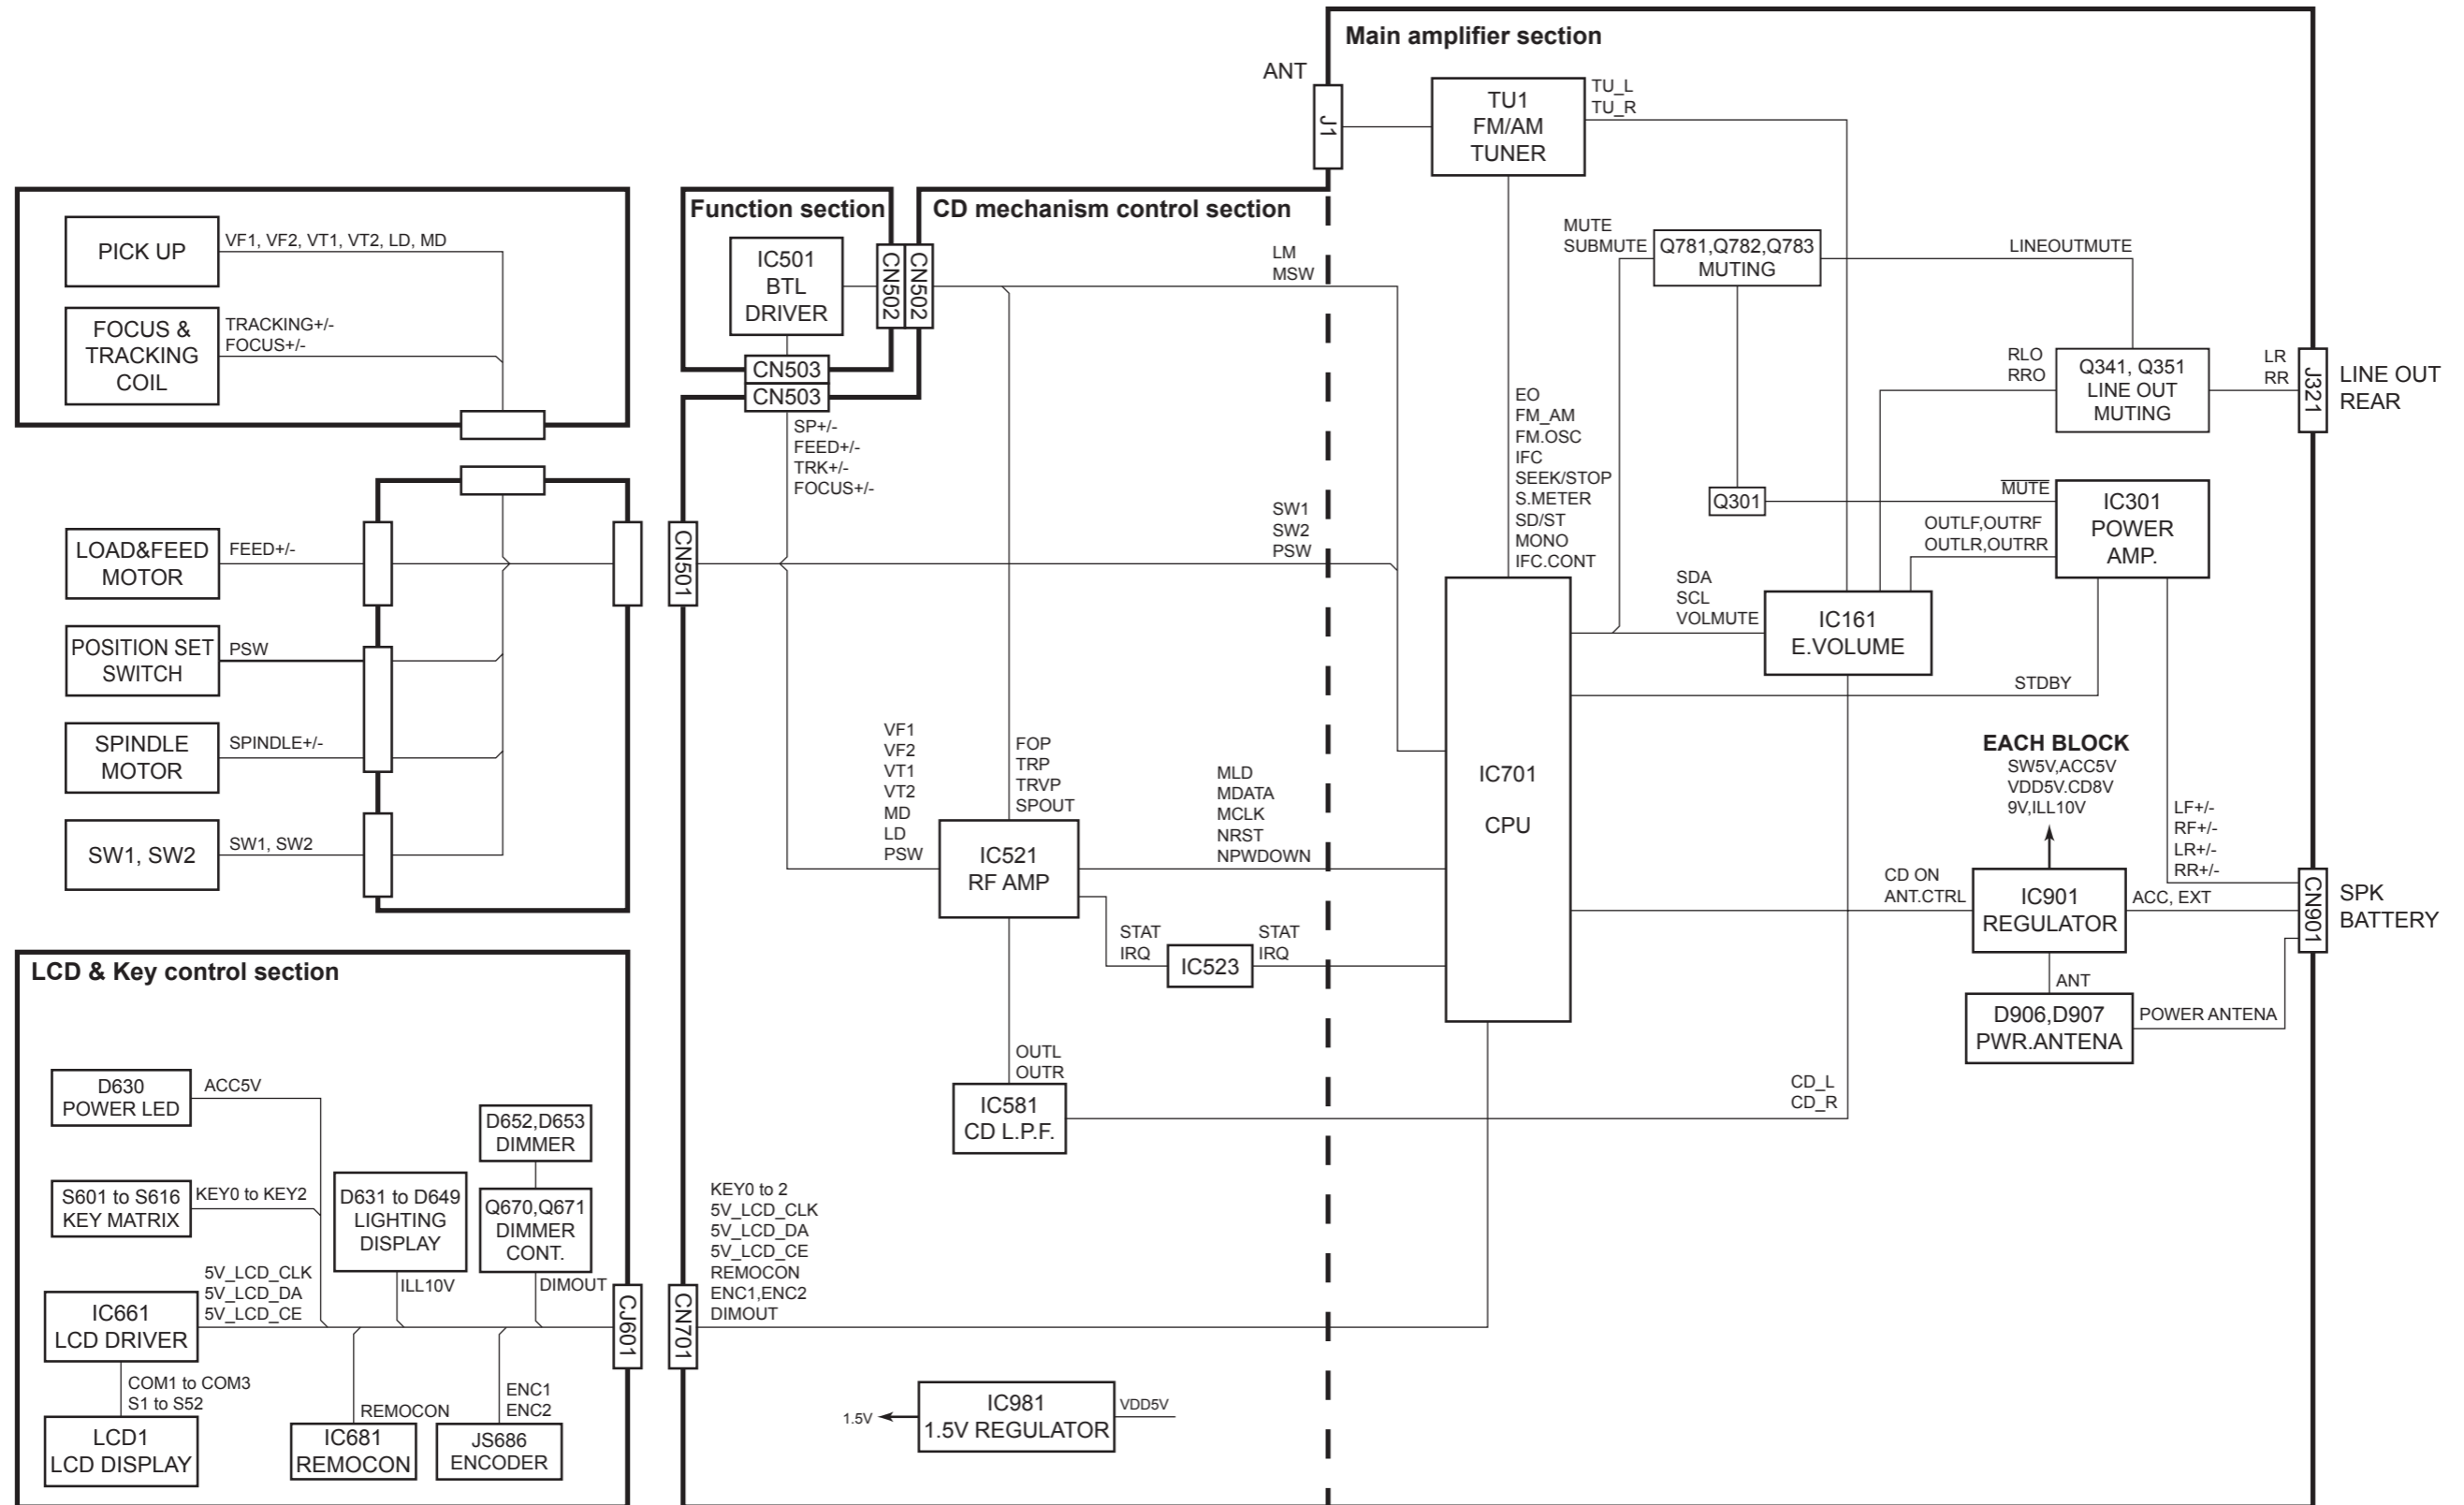 Main amplifier section
ANT
J1
TU1
FM/AM
TUNER
TU_L
TU_R
PICK UP
VF1, VF2, VT1, VT2, LD, MD
FOCUS &
TRACKING
COIL
TRACKING+/-
FOCUS+/-
Function section
IC501
BTL
DRIVER
CN502
CN502
CN503
CN503
CD mechanism control section
LM
MSW
MUTE
SUBMUTE
Q781,Q782,Q783
MUTING
LINEOUTMUTE
RLO
RRO
Q341, Q351
LINE OUT
MUTING
LR
RR
J321
LINE OUT
REAR
SP+/-
FEED+/-
TRK+/-
FOCUS+/-
EO
FM_AM
FM.OSC
IFC
SEEK/STOP
S.METER
SD/ST
MONO
IFC.CONT
Q301
MUTE
OUTLF,OUTRF
OUTLR,OUTRR
IC301
POWER
AMP.
LOAD&FEED
MOTOR
FEED+/-
CN501
SW1
SW2
PSW
SDA
SCL
VOLMUTE
IC161
E.VOLUME
STDBY
POSITION SET
SWITCH
PSW
SPINDLE
MOTOR
SPINDLE+/-
SW1, SW2
SW1, SW2
VF1
VF2
VT1
VT2
MD
LD
PSW
FOP
TRP
TRVP
SPOUT
IC521
RF AMP
MLD
MDATA
MCLK
NRST
NPWDOWN
IC701
CPU
EACH BLOCK
SW5V,ACC5V
VDD5V.CD8V
9V,ILL10V
LF+/-
RF+/-
LR+/-
RR+/-
CD ON
ANT.CTRL
IC901
REGULATOR
ACC, EXT
CN901
SPK
BATTERY
STAT
IRQ
IC523
STAT
IRQ
ANT
D906,D907
PWR.ANTENA
POWER ANTENA
OUTL
OUTR
IC581
CD L.P.F.
CD_L
CD_R
LCD & Key control section
D630
POWER LED
ACC5V
D652,D653
DIMMER
S601 to S616
KEY MATRIX
KEY0 to KEY2
D631 to D649
LIGHTING
DISPLAY
Q670,Q671
DIMMER
CONT.
IC661
LCD DRIVER
5V_LCD_CLK
5V_LCD_DA
5V_LCD_CE
ILL10V
DIMOUT
CJ601
CN701
KEY0 to 2
5V_LCD_CLK
5V_LCD_DA
5V_LCD_CE
REMOCON
ENC1,ENC2
DIMOUT
COM1 to COM3
S1 to S52
LCD1
LCD DISPLAY
REMOCON
IC681
REMOCON
ENC1
ENC2
JS686
ENCODER
1.5V
IC981
1.5V REGULATOR
VDD5V